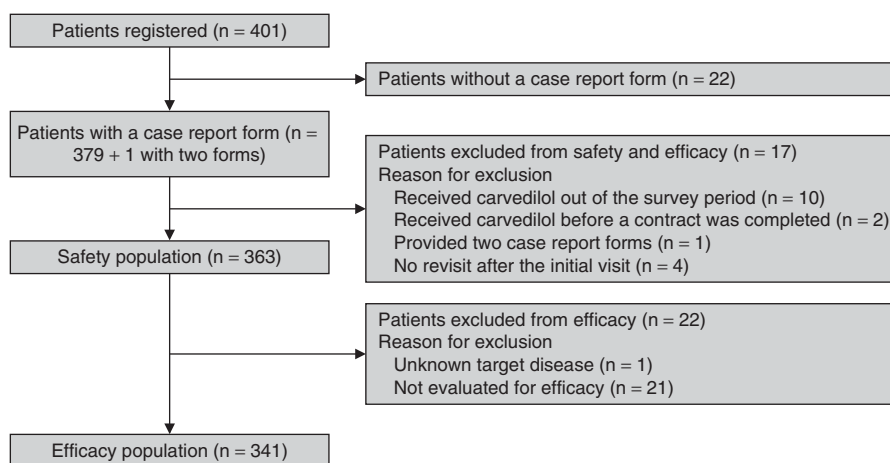 Patients registered (n = 401)
Patients without a case report form (n = 22)
Patients with a case report form (n =
379 + 1 with two forms)
Patients excluded from safety and efficacy (n = 17)
Reason for exclusion
Received carvedilol out of the survey period (n = 10)
Received carvedilol before a contract was completed (n = 2)
Provided two case report forms (n = 1)
No revisit after the initial visit (n = 4)
Safety population (n = 363)
Patients excluded from efficacy (n = 22)
Reason for exclusion
Unknown target disease (n = 1)
Not evaluated for efficacy (n = 21)
Efficacy population (n = 341)